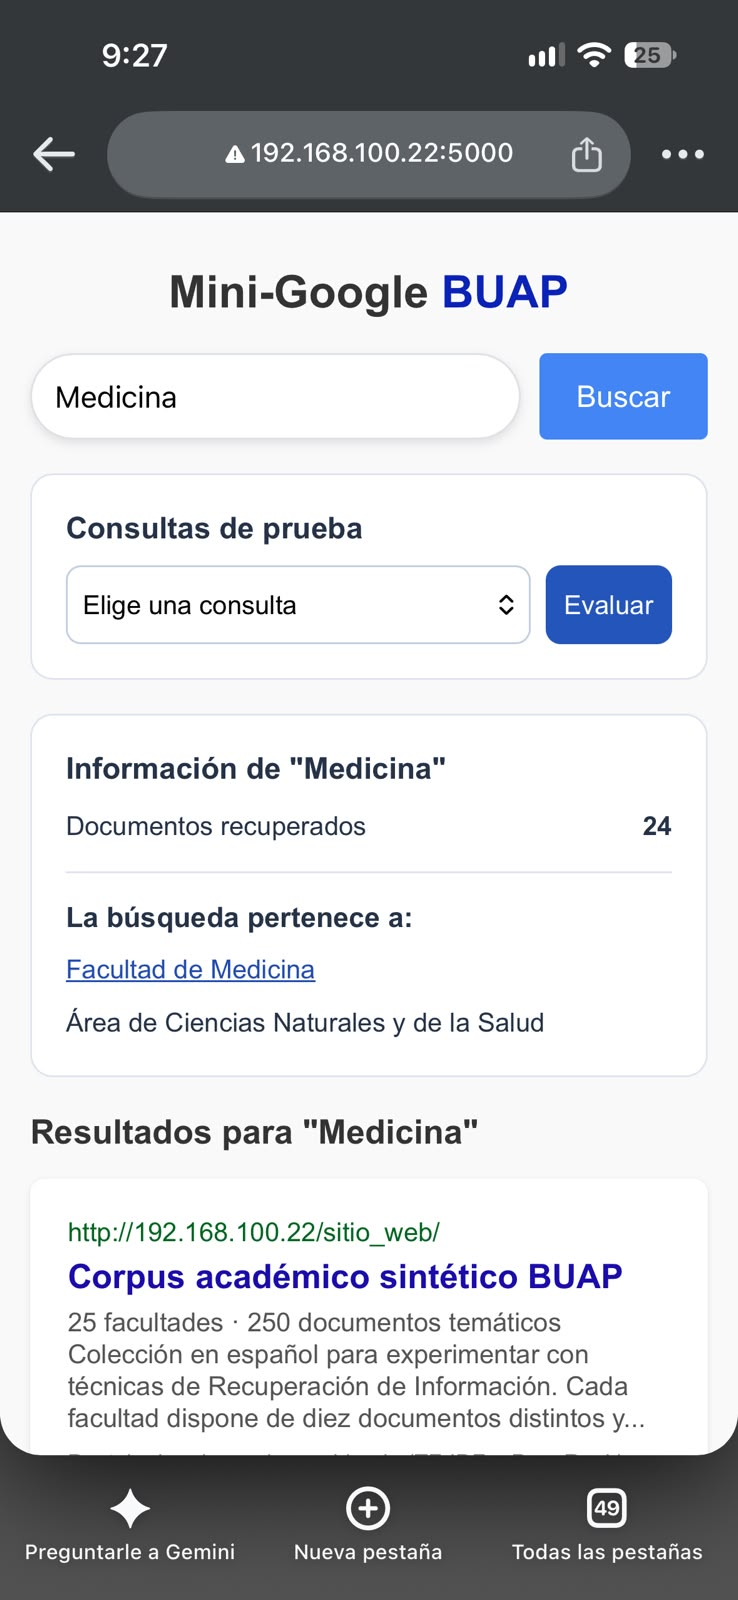 9:27
25
192.168.100.22:5000
Mini-Google BUAP
Medicina
Buscar
Consultas de prueba
Elige una consulta
Evaluar
Información de "Medicina"
Documentos recuperados 24
La búsqueda pertenece a:
Facultad de Medicina
Área de Ciencias Naturales y de la Salud
Resultados para "Medicina"
http://192.168.100.22/sitio_web/
Corpus académico sintético BUAP
25 facultades · 250 documentos temáticos
Colección en español para experimentar con
técnicas de Recuperación de Información. Cada
facultad dispone de diez documentos distintos y...
Preguntarle a Gemini
Nueva pestaña
49
Todas las pestañas